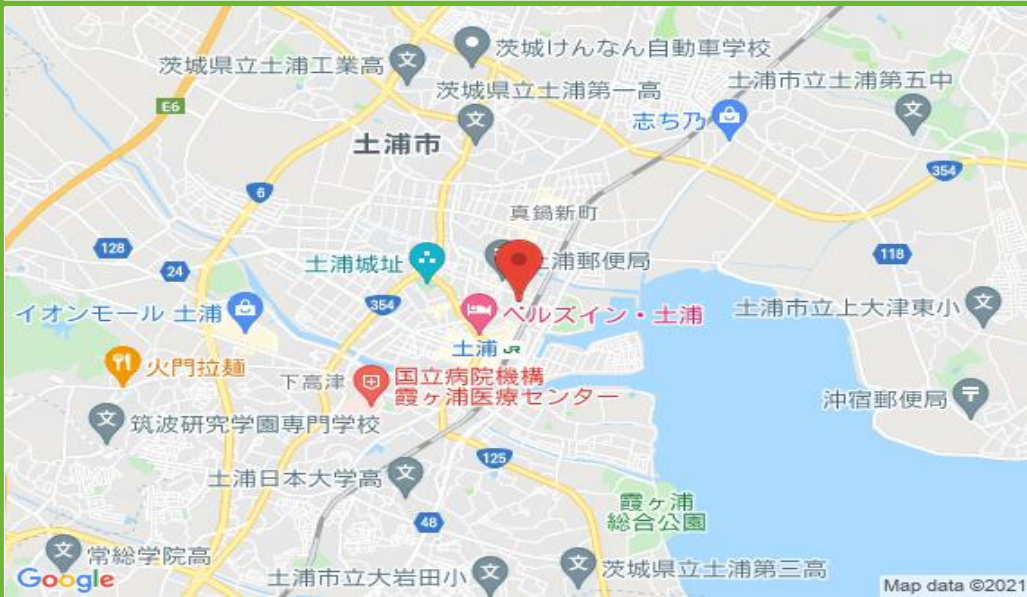 茨城けんなん自動車学校
茨城県立土浦工業高
土浦市立土浦第五中
茨城県立土浦第一高
E6
志ち乃
土浦市
354
6
真鍋新町
128
土浦城址
土浦郵便局
118
24
354
イオンモール 土浦
ベルズイン・土浦
土浦市立上大津東小
土浦 JR
火門拉麺
下高津
国立病院機構
霞ヶ浦医療センター
沖宿郵便局
筑波研究学園専門学校
125
土浦日本大学高
霞ヶ浦
総合公園
48
常総学院高
土浦市立大岩田小
茨城県立土浦第三高
Google
Map data ©2021